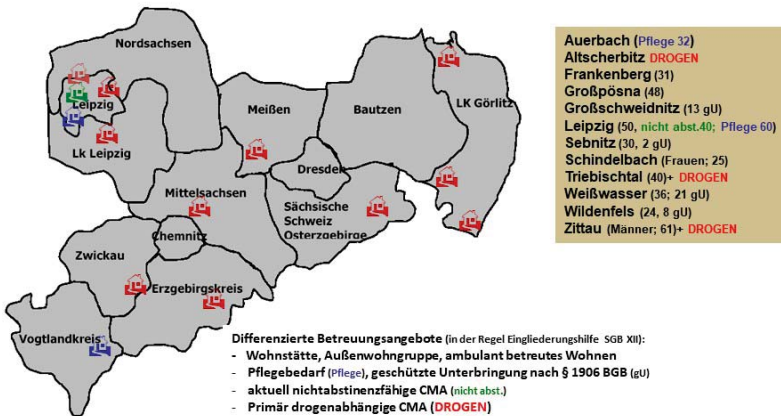 Nordsachsen
Leipzig
Lk Leipzig
Meißen
Bautzen
LK Görlitz
Dresden
Mittelsachsen
Sächsische
Schweiz
Osterzgebirge
Chemnitz
Zwickau
Erzgebirgskreis
Vogtlandkreis
Auerbach (Pflege 32)
Altscherbitz DROGEN
Frankenberg (31)
Großpösna (48)
Großschweidnitz (13 gU)
Leipzig (50, nicht abst.40; Pflege 60)
Sebnitz (30, 2 gU)
Schindelbach (Frauen; 25)
Triebischtal (40)+ DROGEN
Weißwasser (36; 21 gU)
Wildenfels (24, 8 gU)
Zittau (Männer; 61)+ DROGEN
Differenzierte Betreuungsangebote (in der Regel Eingliederungshilfe SGB XII):
- Wohnstätte, Außenwohngruppe, ambulant betreutes Wohnen
- Pflegebedarf (Pflege), geschützte Unterbringung nach § 1906 BGB (gU)
- aktuell nichtabstinenzfähige CMA (nicht abst.)
- Primär drogenabhängige CMA (DROGEN)